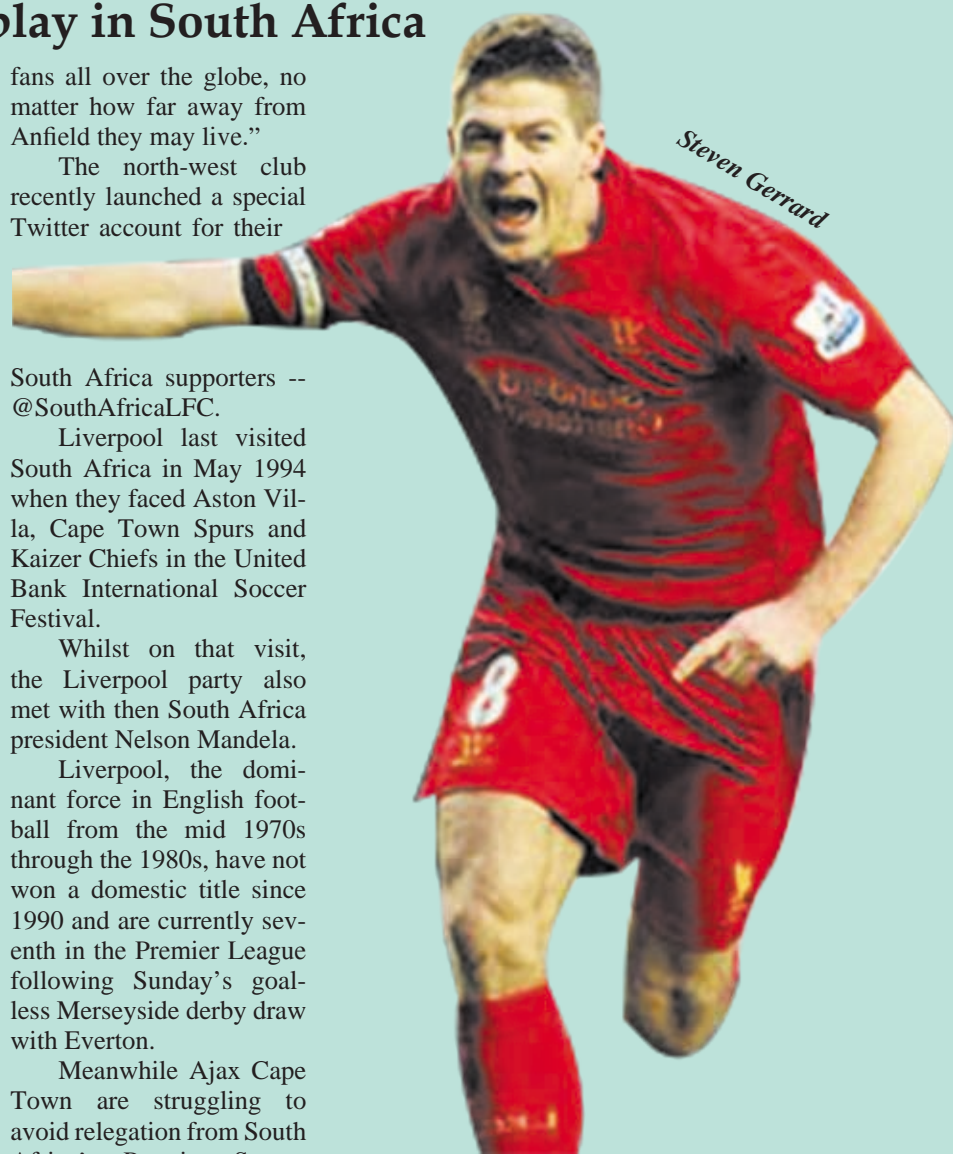 play in South Africa
fans all over the globe, no
matter how far away from
Anfield they may live.”
The north-west club
recently launched a special
Twitter account for their
South Africa supporters --
@SouthAfricaLFC.
Liverpool last visited
South Africa in May 1994
when they faced Aston Vil-
la, Cape Town Spurs and
Kaizer Chiefs in the United
Bank International Soccer
Festival.
Whilst on that visit,
the Liverpool party also
met with then South Africa
president Nelson Mandela.
Liverpool, the domi-
nant force in English foot-
ball from the mid 1970s
through the 1980s, have not
won a domestic title since
1990 and are currently sev-
enth in the Premier League
following Sunday’s goal-
less Merseyside derby draw
with Everton.
Meanwhile Ajax Cape
Town are struggling to
avoid relegation from South
Steven Gerrard
8